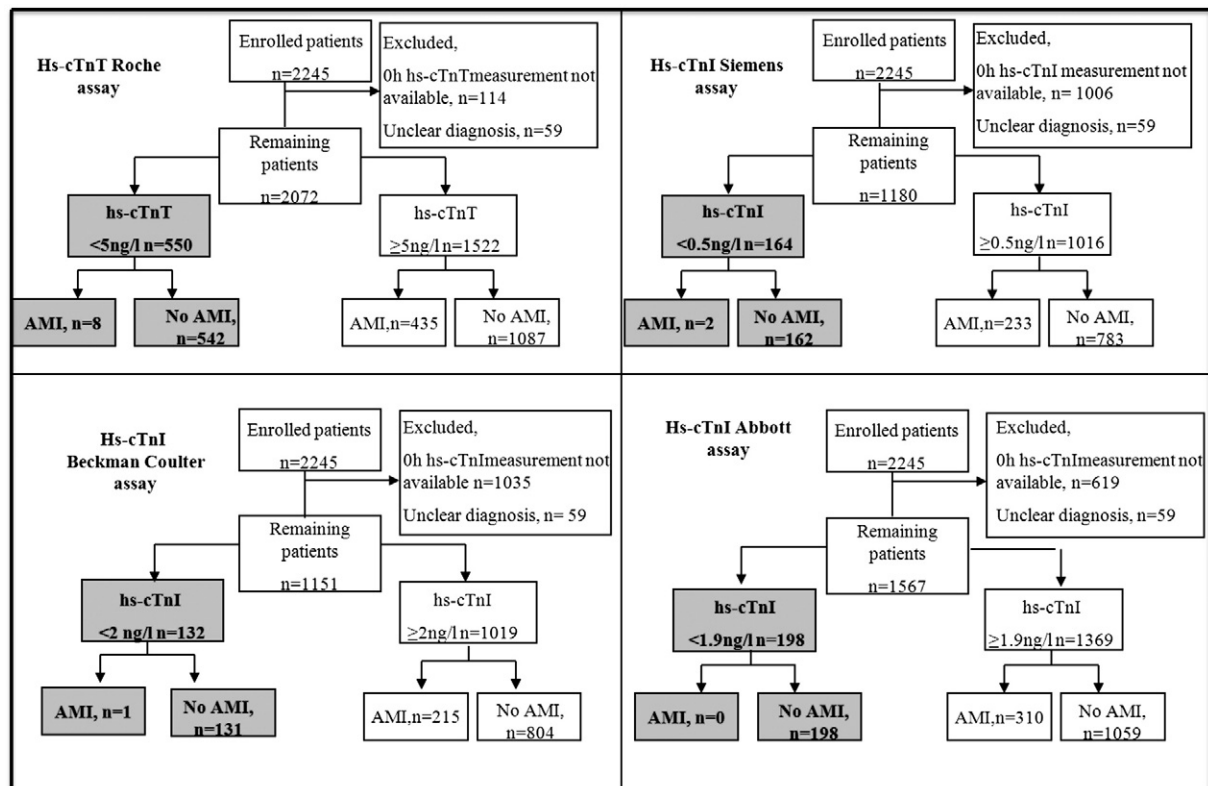 Hs-cTnT Roche
assay
Enrolled patients
n=2245
Excluded,
0h hs-cTnTmeasurement not
available, n=114
Unclear diagnosis, n=59
Remaining
patients
n=2072
hs-cTnT
<5ng/l n=550
hs-cTnT
≥5ng/l n=1522
AMI, n=8
No AMI,
n=542
AMI,n=435
No AMI,
n=1087
Hs-cTnI Siemens
assay
Enrolled patients
n=2245
Excluded,
0h hs-cTnI measurement not
available, n= 1006
Unclear diagnosis, n=59
Remaining
patients
n=1180
hs-cTnI
<0.5ng/l n=164
hs-cTnI
≥0.5ng/l n=1016
AMI, n=2
No AMI,
n=162
AMI,n=233
No AMI,
n=783
Hs-cTnI
Beckman Coulter
assay
Enrolled patients
n=2245
Excluded,
0h hs-cTnImeasurement not
available n=1035
Unclear diagnosis, n= 59
Remaining
patients
n=1151
hs-cTnI
<2 ng/l n=132
hs-cTnI
≥2ng/l n=1019
AMI, n=1
No AMI,
n=131
AMI,n=215
No AMI,
n=804
Hs-cTnI Abbott
assay
Enrolled patients
n=2245
Excluded,
0h hs-cTnImeasurement not
available, n=619
Unclear diagnosis, n=59
Remaining
patients
n=1567
hs-cTnI
<1.9ng/l n=198
hs-cTnI
≥1.9ng/l n=1369
AMI, n=0
No AMI,
n=198
AMI,n=310
No AMI,
n=1059